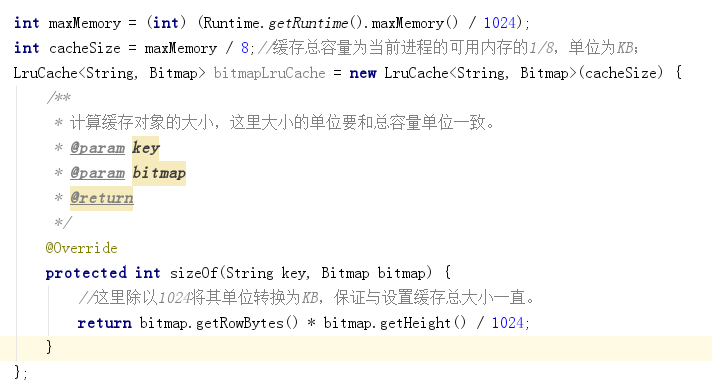 int maxMemory = (int) (Runtime.getRuntime().maxMemory() / 1024);
int cacheSize = maxMemory / 8;//缓存总容量为当前进程的可用内存的1/8，单位为KB；
LruCache<String, Bitmap> bitmapLruCache = new LruCache<String, Bitmap>(cacheSize) {
/**
* 计算缓存对象的大小，这里大小的单位要和总容量单位一致。
* @param key
* @param bitmap
* @return
*/
@Override
protected int sizeOf(String key, Bitmap bitmap) {
//这里除以1024将其单位转换为KB，保证与设置缓存总大小一直。
return bitmap.getRowBytes() * bitmap.getHeight() / 1024;
}
};